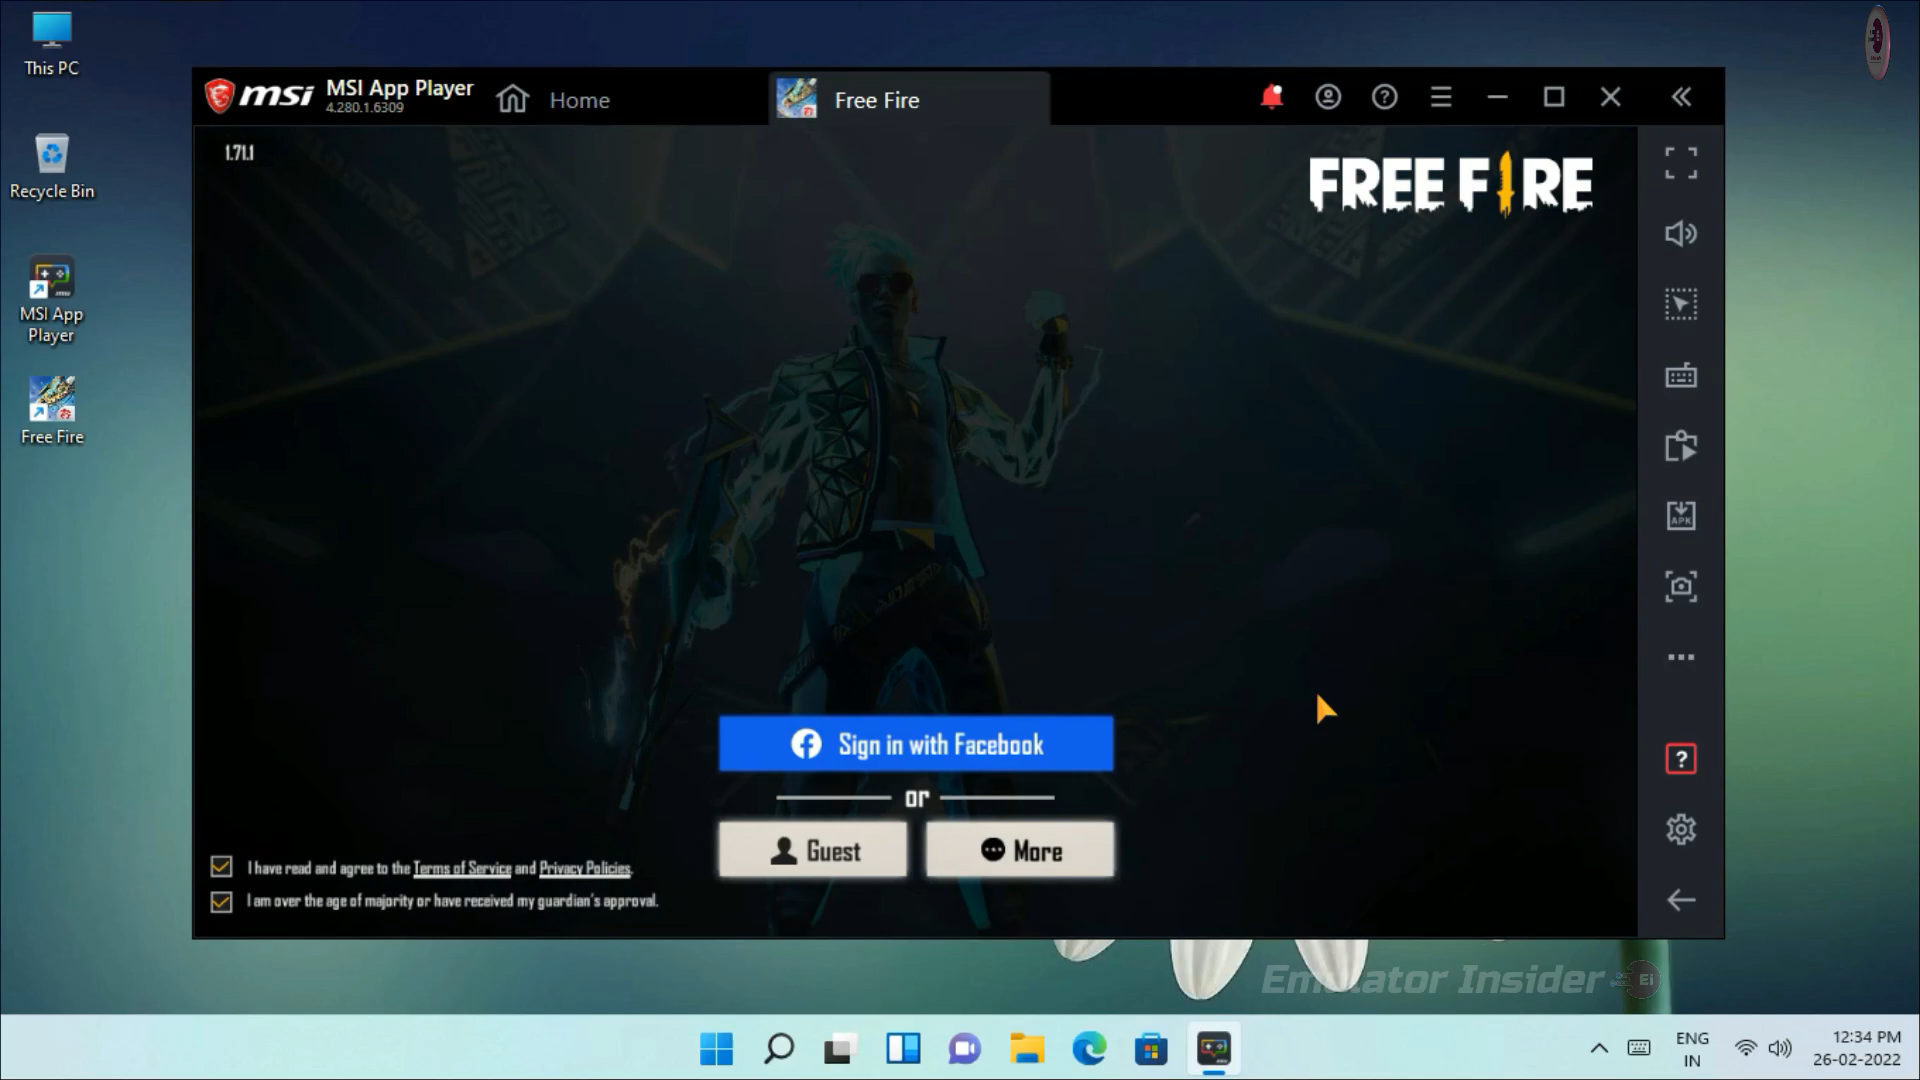 This PC
Recycle Bin
MSI App
Player
Free Fire
msi
MSI App Player
4.280.1.6309
Home
Free Fire
1.71.1
FREE FIRE
APK
Sign in with Facebook
or
Guest
More
I have read and agree to the Terms of Service and Privacy Policies.
I am over the age of majority or have received my guardian's approval.
Emulator Insider
Ei
ENG
IN
12:34 PM
26-02-2022